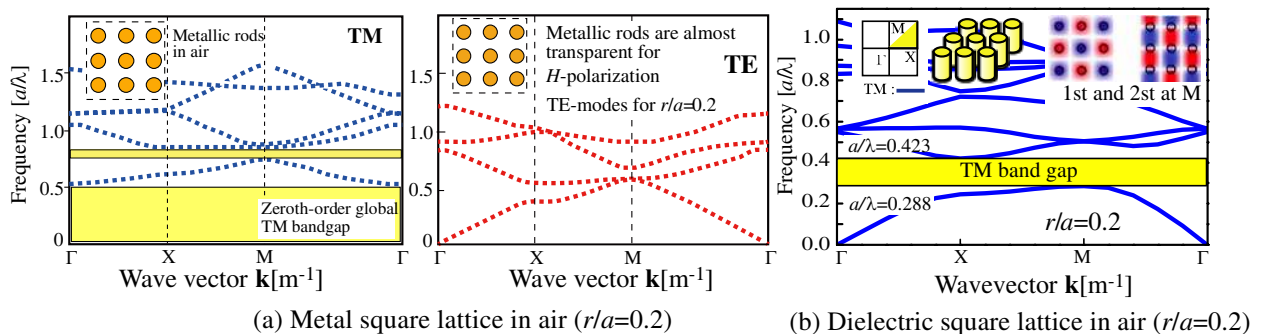 Metallic rods
in air
TM
1.5
1.0
0.5
0
Frequency [a/λ]
Zeroth-order global
TM bandgap
Γ
X
M
Γ
Wave vector k[m⁻¹]
Metallic rods are almost
transparent for
H-polarization
TE
TE-modes for r/a=0.2
1.5
1.0
0.5
0
Frequency [a/λ]
Γ
X
M
Γ
Wave vector k[m⁻¹]
(a) Metal square lattice in air (r/a=0.2)
1.0
0.8
0.6
0.4
0.2
0.0
Frequency [a/λ]
M
Γ
X
TM :
1st and 2st at M
a/λ=0.423
TM band gap
a/λ=0.288
r/a=0.2
Γ
X
M
Γ
Wavevector k[m⁻¹]
(b) Dielectric square lattice in air (r/a=0.2)